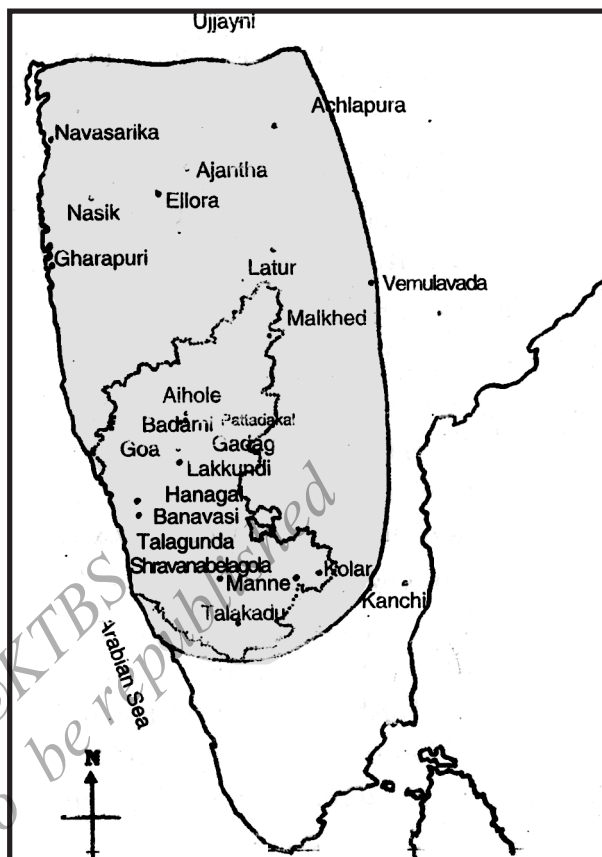 Ujjayni
Achlapura
Navasarika
Ajantha
Ellora
Nasik
Gharapuri
Latur
Vemulavada
Malkhed
Aihole
Badami Pattadakal
Goa Gadag
Lakkundi
Hanagal
Banavasi
Talagunda
Shravanabelagola
Manne Kolar
Kanchi
Talakadu
Arabian Sea
©KTBS
to be republished
N